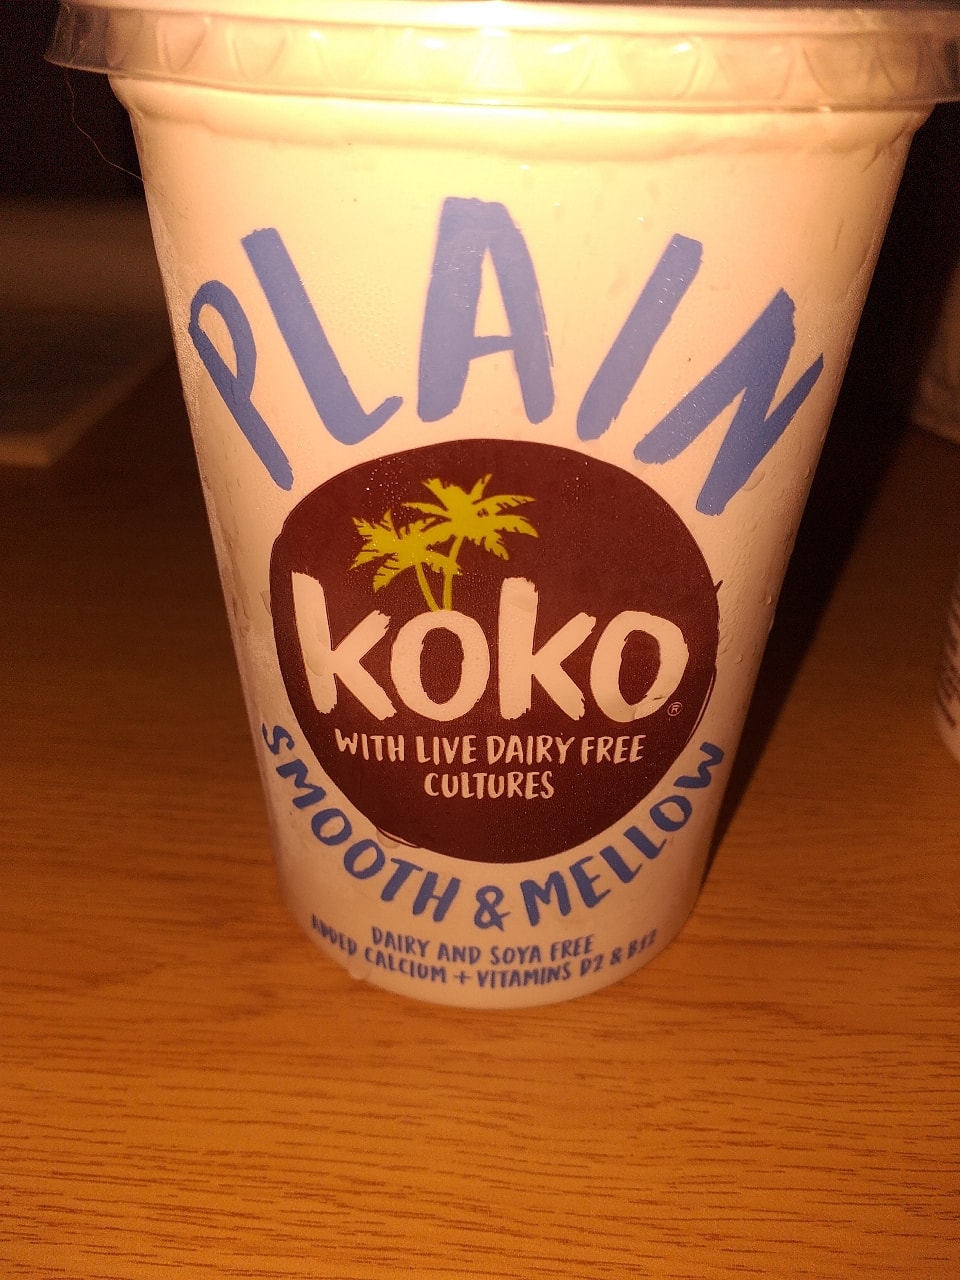 PLAIN
koko®
WITH LIVE DAIRY FREE
CULTURES
SMOOTH & MELLOW
DAIRY AND SOYA FREE
ADDED CALCIUM + VITAMINS D2 & B12